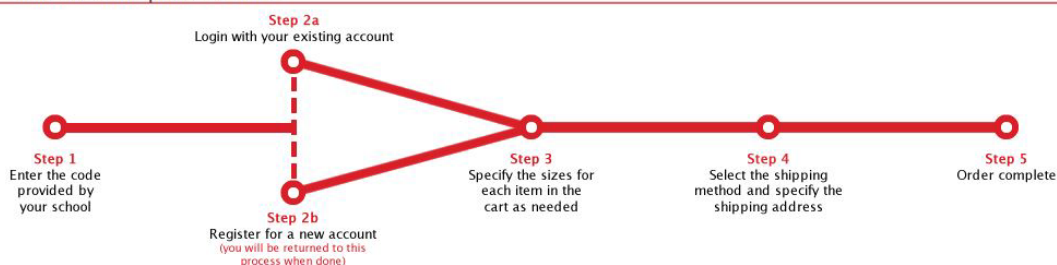 Step 2a
Login with your existing account
Step 1
Enter the code
provided by
your school
Step 2b
Register for a new account
(you will be returned to this
process when done)
Step 3
Specify the sizes for
each item in the
cart as needed
Step 4
Select the shipping
method and specify the
shipping address
Step 5
Order complete